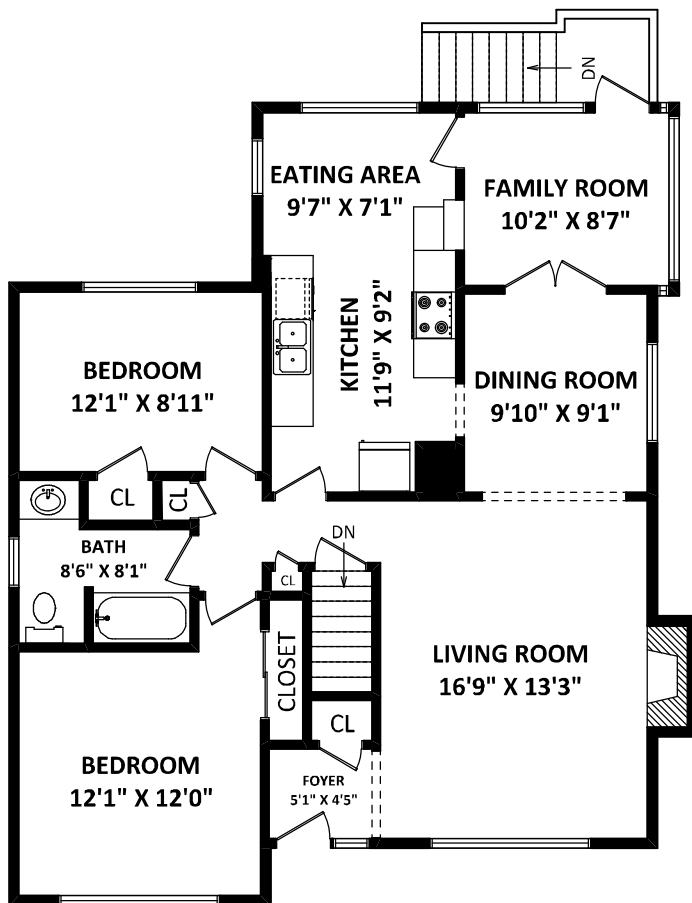 DN
EATING AREA
9'7" X 7'1"
FAMILY ROOM
10'2" X 8'7"
KITCHEN
11'9" X 9'2"
BEDROOM
12'1" X 8'11"
DINING ROOM
9'10" X 9'1"
CL
CL
BATH
8'6" X 8'1"
DN
CL
CLOSET
LIVING ROOM
16'9" X 13'3"
CL
BEDROOM
12'1" X 12'0"
FOYER
5'1" X 4'5"